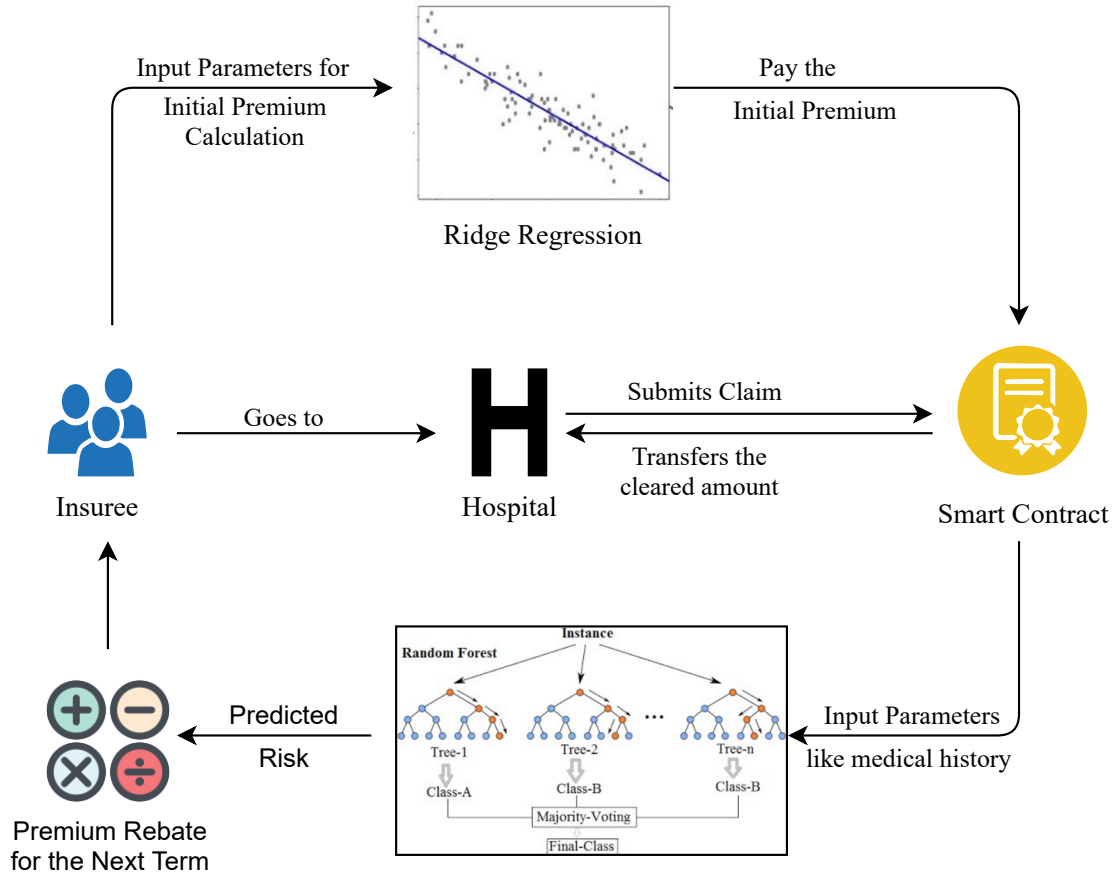 Input Parameters for
Initial Premium
Calculation
Pay the
Initial Premium
Ridge Regression
Goes to
Submits Claim
Transfers the
cleared amount
Insuree
Hospital
Smart Contract
Instance
Random Forest
...
Tree-1
Tree-2
Tree-n
Class-A
Class-B
Class-B
Majority-Voting
Final-Class
Input Parameters
like medical history
Predicted
Risk
Premium Rebate
for the Next Term